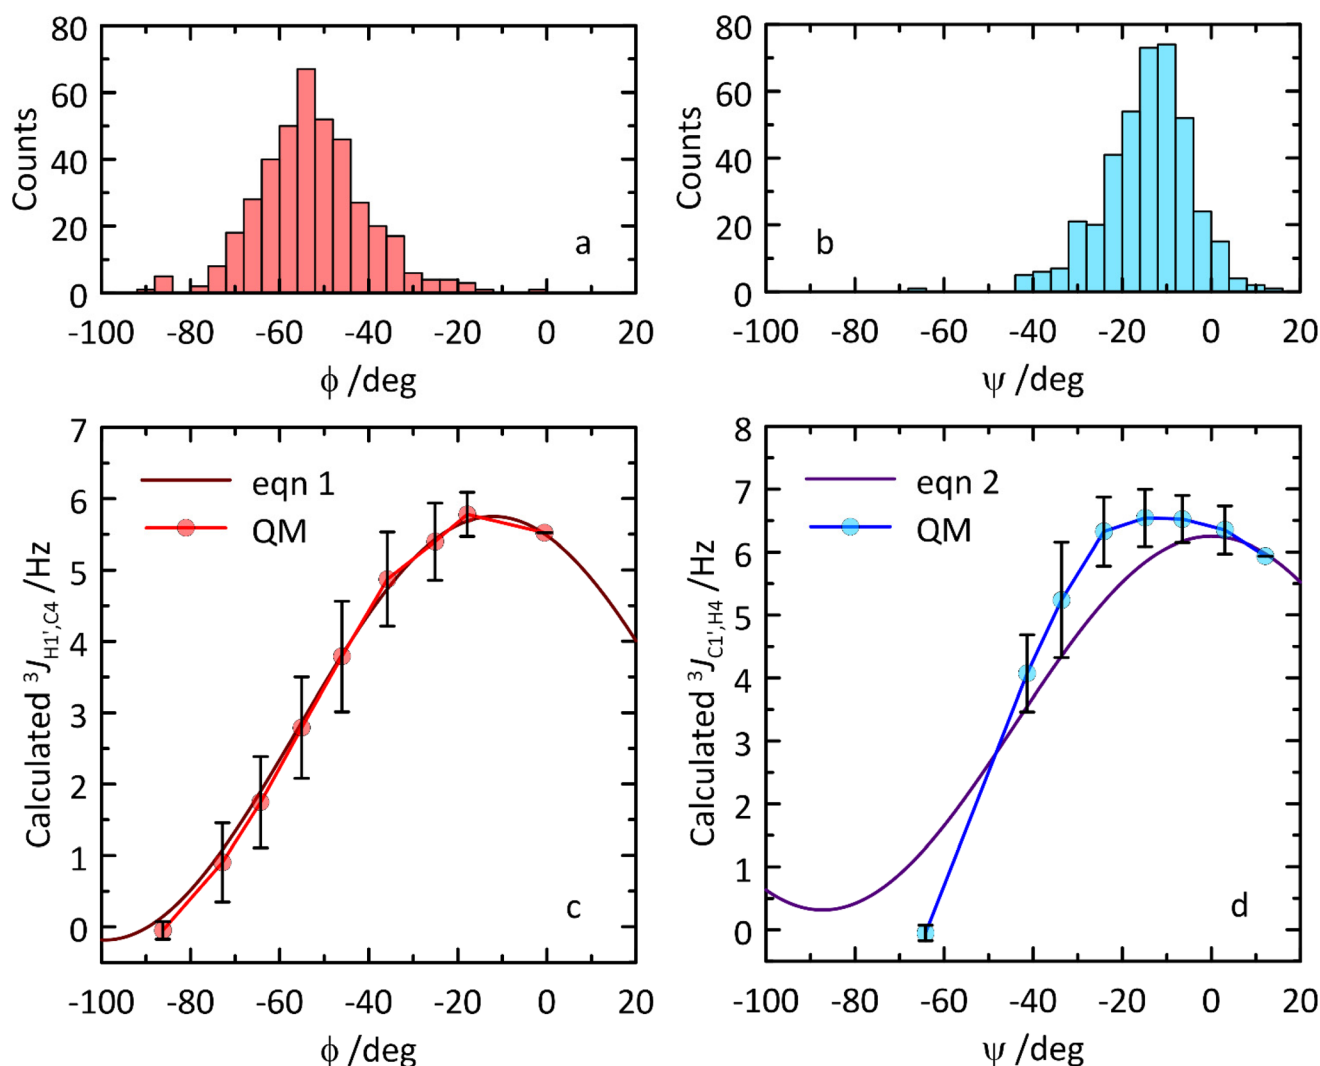 80
60
40
20
0
Counts
a
-100 -80 -60 -40 -20 0 20
ϕ /deg
80
60
40
20
0
Counts
b
-100 -80 -60 -40 -20 0 20
ψ /deg
7
6
5
4
3
2
1
0
Calculated ³J_H1',C4 /Hz
eqn 1
QM
c
-100 -80 -60 -40 -20 0 20
ϕ /deg
8
7
6
5
4
3
2
1
0
Calculated ³J_C1',H4 /Hz
eqn 2
QM
d
-100 -80 -60 -40 -20 0 20
ψ /deg